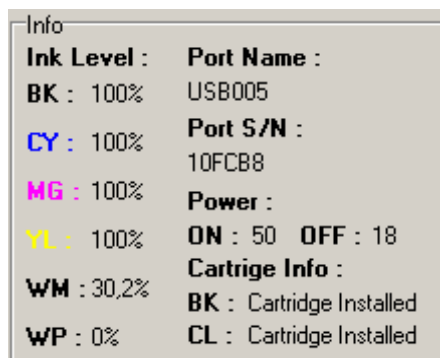 Info
Ink Level :
BK : 100%
CY : 100%
MG : 100%
YL : 100%
WM : 30,2%
WP : 0%
Port Name :
USB005
Port S/N :
10FCB8
Power :
ON : 50 OFF : 18
Cartrige Info :
BK : Cartridge Installed
CL : Cartridge Installed